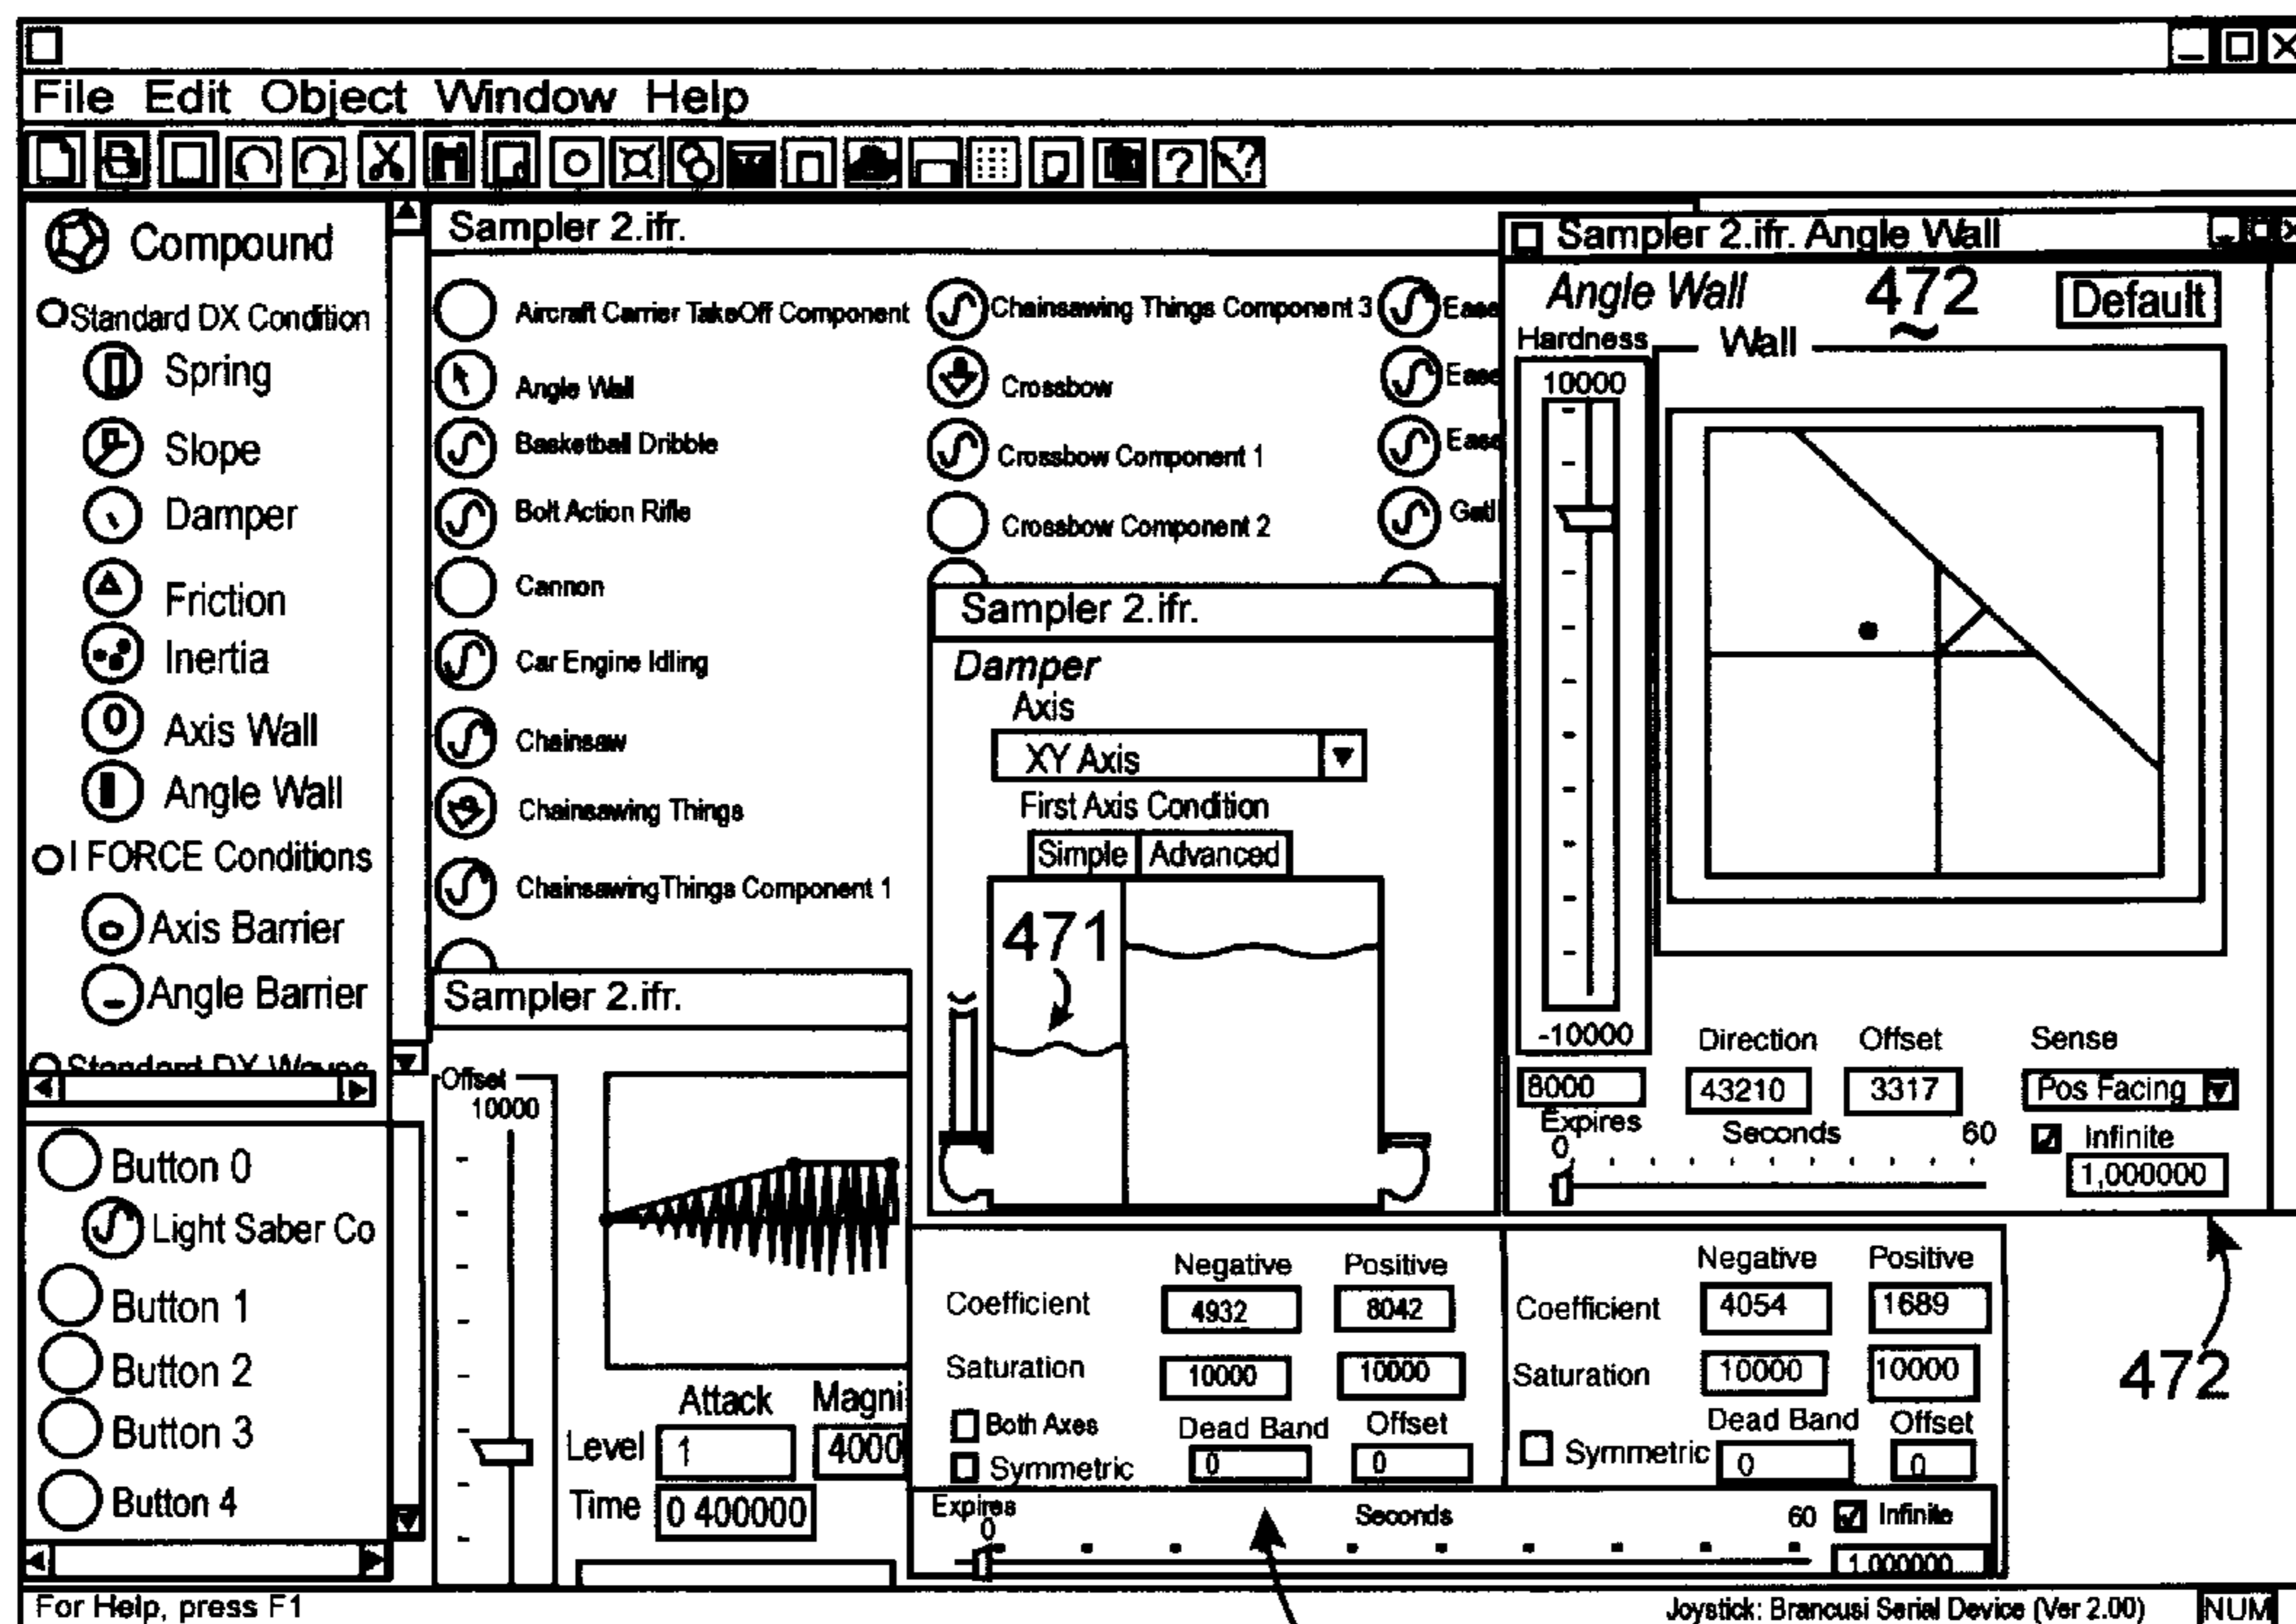 File Edit Object Window Help
Compound
Standard DX Condition
Spring
Slope
Damper
Friction
Inertia
Axis Wall
Angle Wall
I FORCE Conditions
Axis Barrier
Angle Barrier
Standard DX Waves
Button 0
Light Saber Co
Button 1
Button 2
Button 3
Button 4
Sampler 2.ifr.
Aircraft Carrier TakeOff Component
Angle Wall
Basketball Dribble
Bolt Action Rifle
Cannon
Car Engine Idling
Chainsaw
Chainsawing Things
ChainsawingThings Component 1
Chainsawing Things Component 3
Crossbow
Crossbow Component 1
Crossbow Component 2
Ease
Ease
Ease
Gatl
Sampler 2.ifr.
Offset
10000
Attack Magni
Level 1 4000
Time 0 400000
Sampler 2.ifr.
Damper
Axis
XY Axis
First Axis Condition
Simple Advanced
471
Negative Positive
Coefficient 4932 8042
Saturation 10000 10000
Both Axes Dead Band Offset
Symmetric 0 0
Negative Positive
Coefficient 4054 1689
Saturation 10000 10000
Dead Band Offset
Symmetric 0 0
Expires 0 Seconds 60 Infinite
1.000000
Sampler 2.ifr. Angle Wall
Angle Wall 472 Default
Hardness Wall
10000
-10000 Direction Offset Sense
8000 43210 3317 Pos Facing
Expires 0 Seconds 60 Infinite
1,000000
472
For Help, press F1
Joystick: Brancusi Serial Device (Ver 2.00) NUM